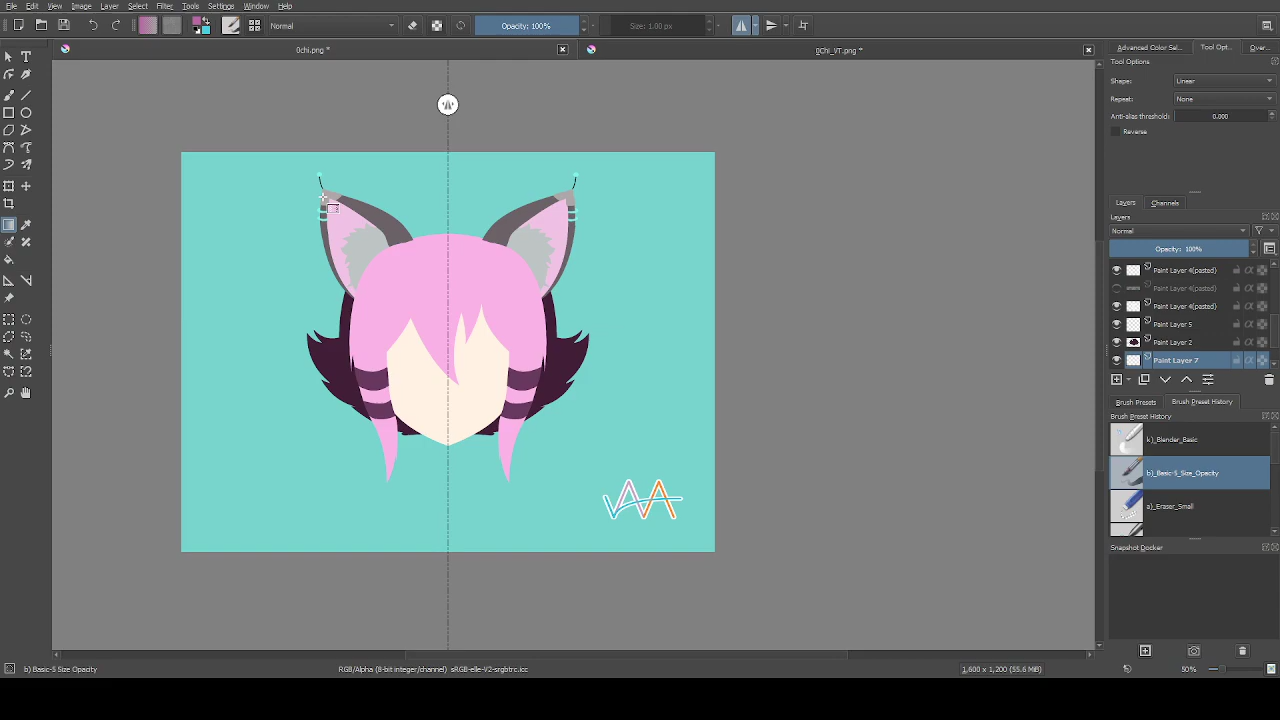 File Edit View Image Layer Select Filter Tools Settings Window Help
Normal Opacity: 100% Size: 1.00 px
0chi.png * 0Chi_VT.png *
Advanced Color Sel... Tool Opt... Over...
Tool Options
Shape: Linear
Repeat: None
Anti-alias threshold: 0.000
Reverse
Layers Channels
Layers
Normal
Opacity: 100%
Paint Layer 4(pasted)
Paint Layer 4(pasted)
Paint Layer 4(pasted)
Paint Layer 5
Paint Layer 2
Paint Layer 7
Brush Presets Brush Preset History
Brush Preset History
k)_Blender_Basic
b)_Basic-5_Size_Opacity
a)_Eraser_Small
Snapshot Docker
b) Basic-5 Size Opacity RGB/Alpha (8-bit integer/channel) sRGB-elle-V2-srgbtrc.icc 1,600 x 1,200 (55.6 MiB) 50%